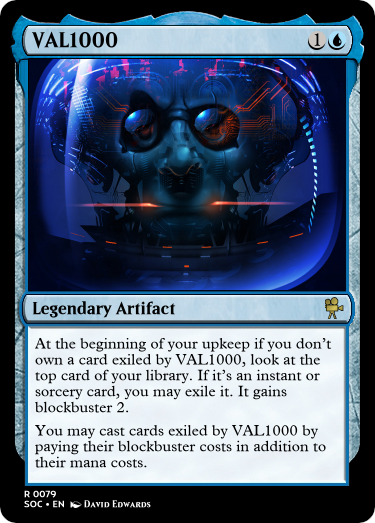 VAL1000 1
Legendary Artifact
At the beginning of your upkeep if you don't
own a card exiled by VAL1000, look at the
top card of your library. If it's an instant or
sorcery card, you may exile it. It gains
blockbuster 2.
You may cast cards exiled by VAL1000 by
paying their blockbuster costs in addition to
their mana costs.
R 0079
SOC • EN David Edwards